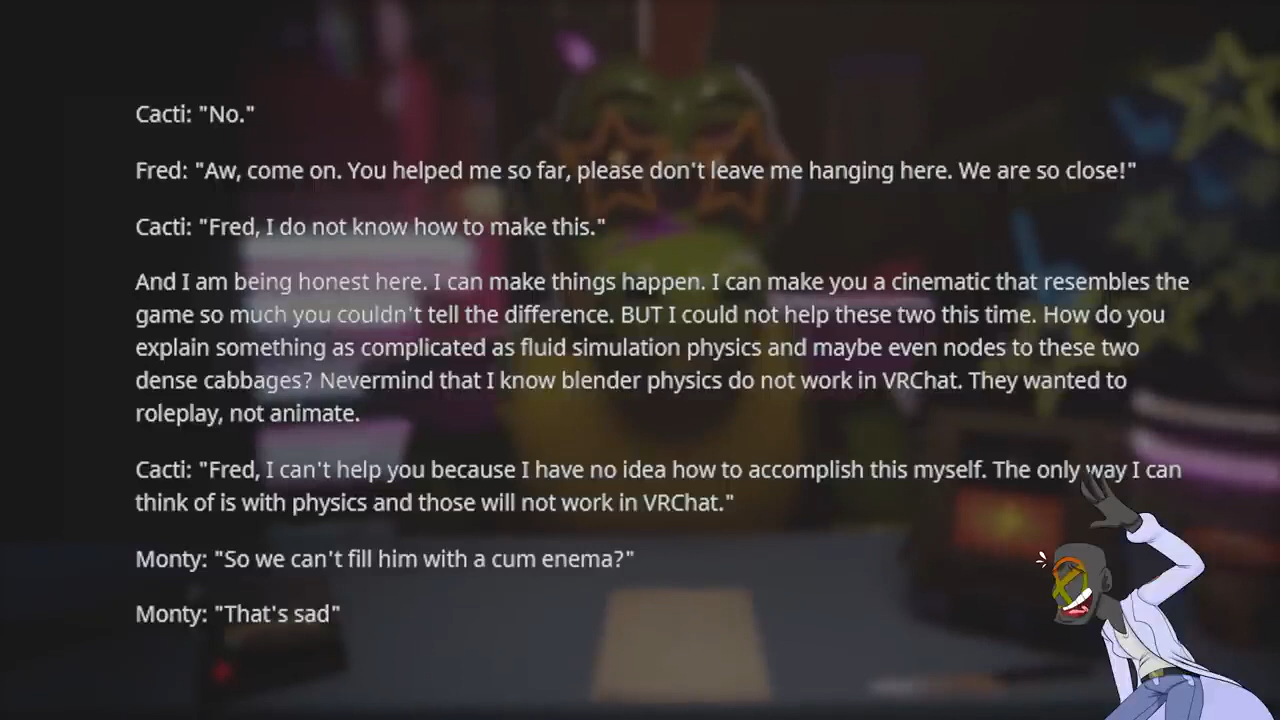 Cacti: "No."
Fred: "Aw, come on. You helped me so far, please don't leave me hanging here. We are so close!"
Cacti: "Fred, I do not know how to make this."
And I am being honest here. I can make things happen. I can make you a cinematic that resembles the
game so much you couldn't tell the difference. BUT I could not help these two this time. How do you
explain something as complicated as fluid simulation physics and maybe even nodes to these two
dense cabbages? Nevermind that I know blender physics do not work in VRChat. They wanted to
roleplay, not animate.
Cacti: "Fred, I can't help you because I have no idea how to accomplish this myself. The only way I can
think of is with physics and those will not work in VRChat."
Monty: "So we can't fill him with a cum enema?"
Monty: "That's sad"